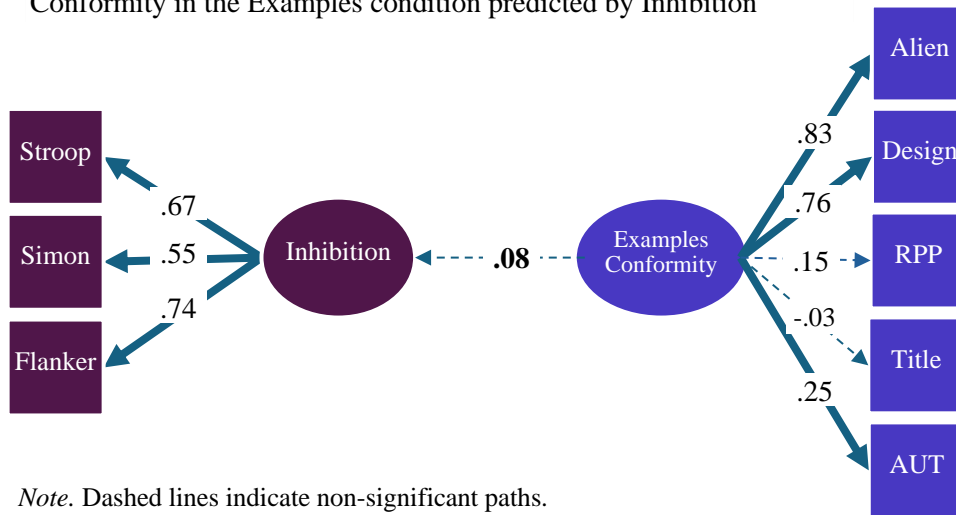 Conformity in the Examples condition predicted by Inhibition
Alien
Stroop
.83
Design
.67
.76
Simon
.55
Inhibition
.08
Examples
Conformity
.15
RPP
.74
-.03
Flanker
Title
.25
AUT
Note. Dashed lines indicate non-significant paths.